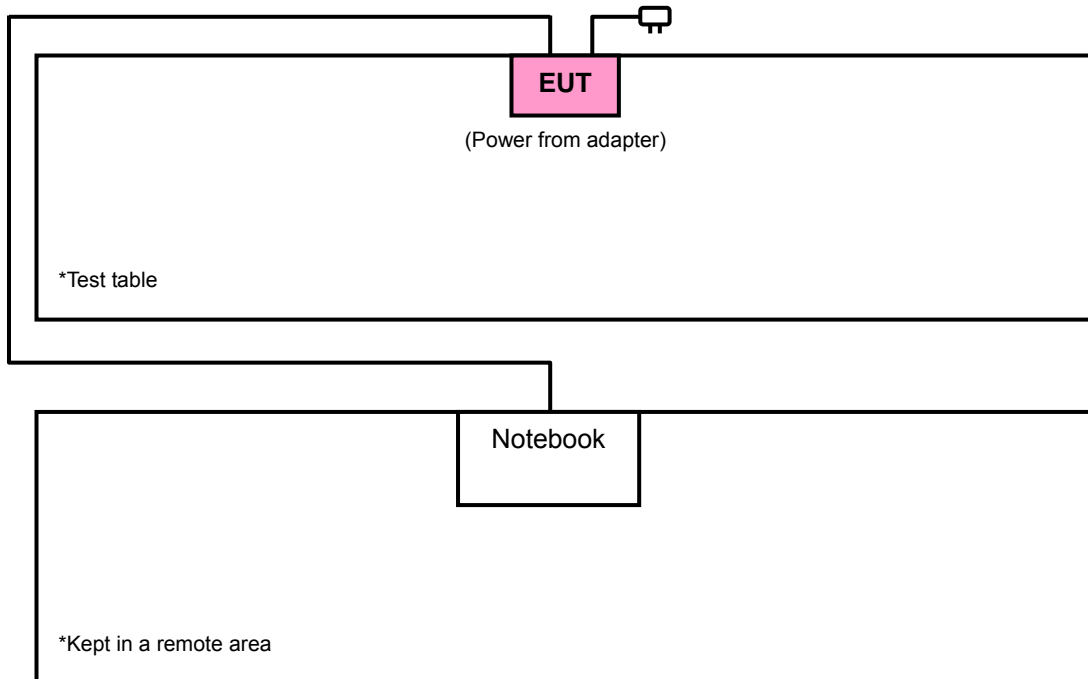 EUT
(Power from adapter)
*Test table
Notebook
*Kept in a remote area